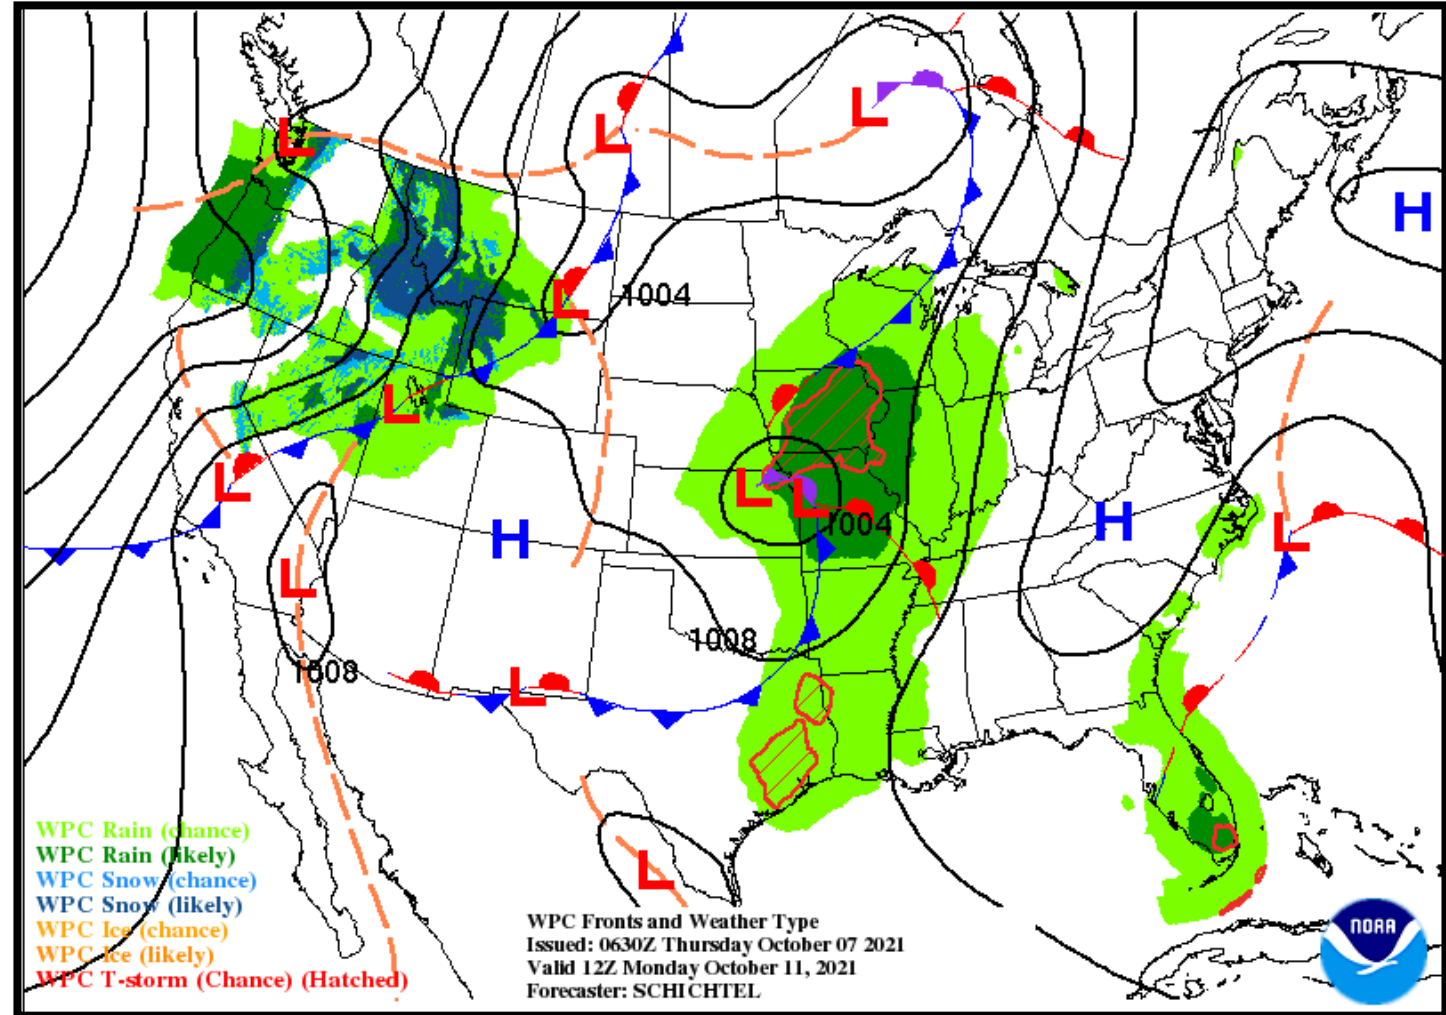 L
L
L
H
L
1004
L
L
L
L
1004
H
H
L
L
1008
1008
L
L
WPC Rain (chance)
WPC Rain (likely)
WPC Snow (chance)
WPC Snow (likely)
WPC Ice (chance)
WPC Ice (likely)
WPC T-storm (Chance) (Hatched)
WPC Fronts and Weather Type
Issued: 0630Z Thursday October 07 2021
Valid 12Z Monday October 11, 2021
Forecaster: SCHICHTEL
NOAA